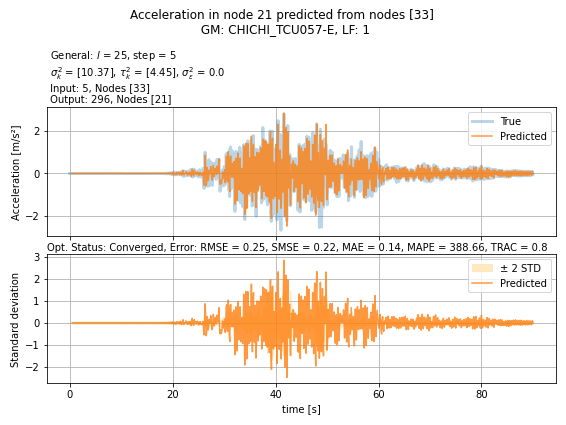 Acceleration in node 21 predicted from nodes [33]
GM: CHICHI_TCU057-E, LF: 1
General: l = 25, step = 5
σ²ₖ = [10.37], τ²ₖ = [4.45], σ²ε = 0.0
Input: 5, Nodes [33]
Output: 296, Nodes [21]
Acceleration [m/s²]
2
0
−2
True
Predicted
Opt. Status: Converged, Error: RMSE = 0.25, SMSE = 0.22, MAE = 0.14, MAPE = 388.66, TRAC = 0.8
Standard deviation
3
2
1
0
−1
−2
± 2 STD
Predicted
0 20 40 60 80
time [s]